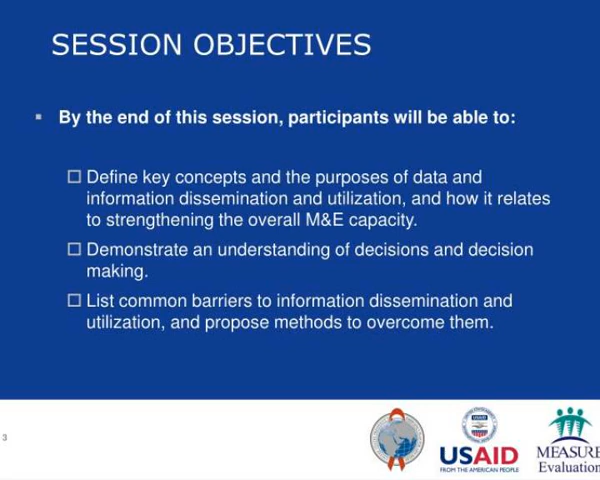 SESSION OBJECTIVES
By the end of this session, participants will be able to:
Define key concepts and the purposes of data and
information dissemination and utilization, and how it relates
to strengthening the overall M&E capacity.
Demonstrate an understanding of decisions and decision
making.
List common barriers to information dissemination and
utilization, and propose methods to overcome them.
3
USAID
FROM THE AMERICAN PEOPLE
MEASURE
Evaluation